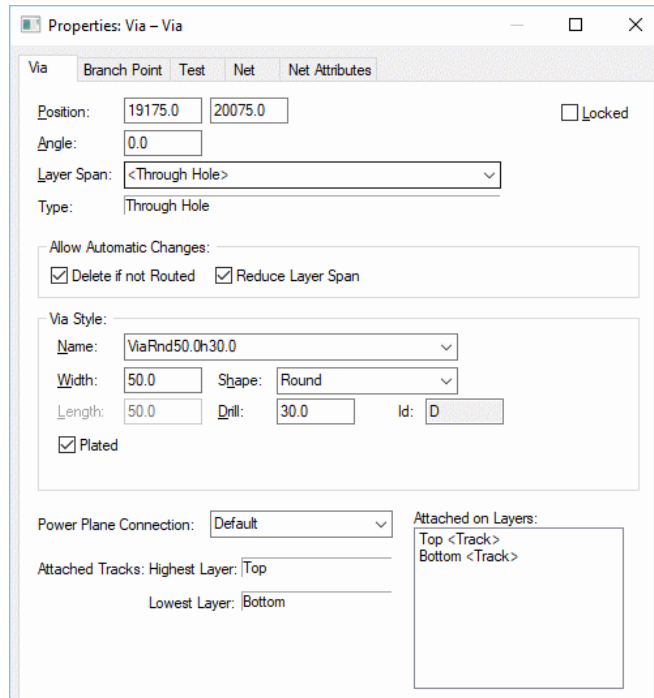 Properties: Via – Via
Via Branch Point Test Net Net Attributes
Position: 19175.0 20075.0 Locked
Angle: 0.0
Layer Span: <Through Hole>
Type: Through Hole
Allow Automatic Changes:
Delete if not Routed Reduce Layer Span
Via Style:
Name: ViaRnd50.0h30.0
Width: 50.0 Shape: Round
Length: 50.0 Drill: 30.0 Id: D
Plated
Power Plane Connection: Default Attached on Layers:
Top <Track>
Bottom <Track>
Attached Tracks: Highest Layer: Top
Lowest Layer: Bottom